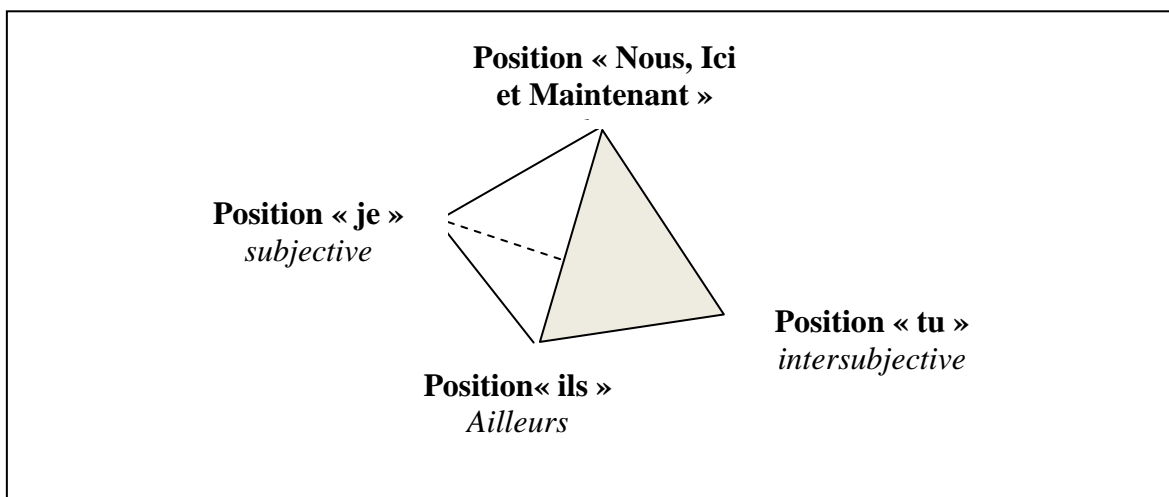 Position « Nous, Ici
et Maintenant »
Position « je »
subjective
Position « tu »
intersubjective
Position« ils »
Ailleurs